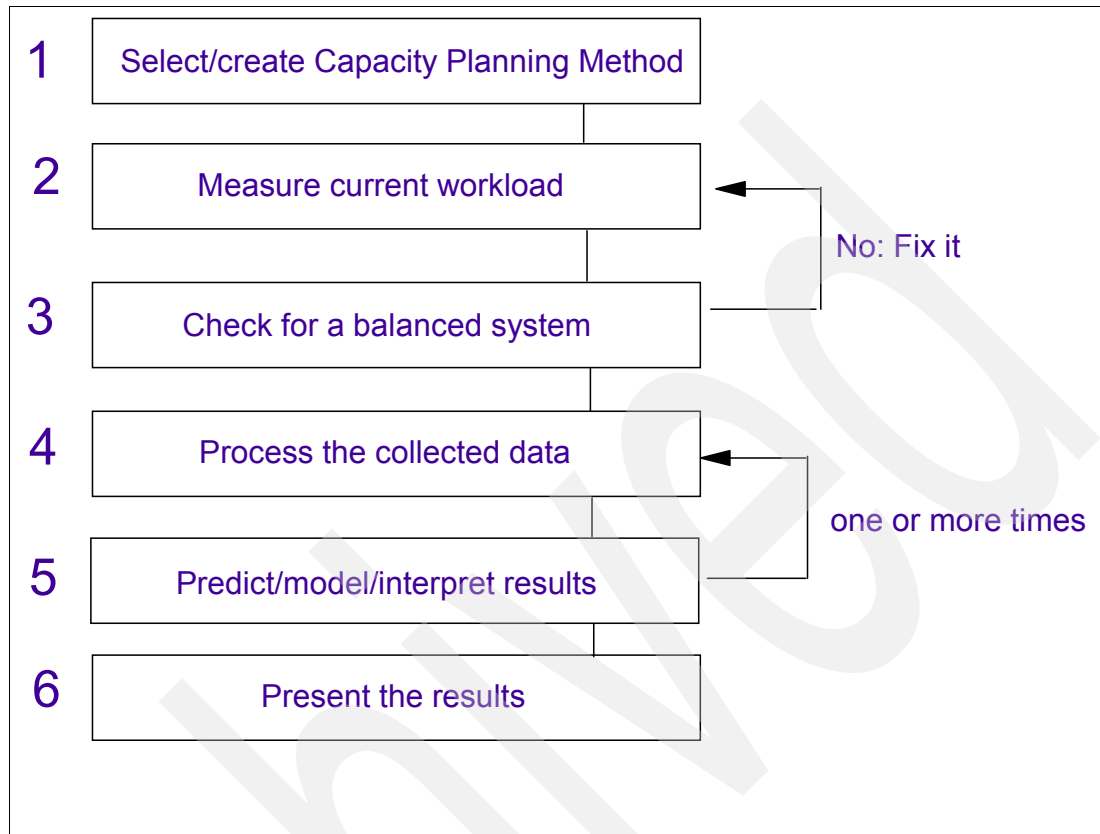 1 Select/create Capacity Planning Method
2 Measure current workload
No: Fix it
3 Check for a balanced system
4 Process the collected data
one or more times
5 Predict/model/interpret results
6 Present the results
hived